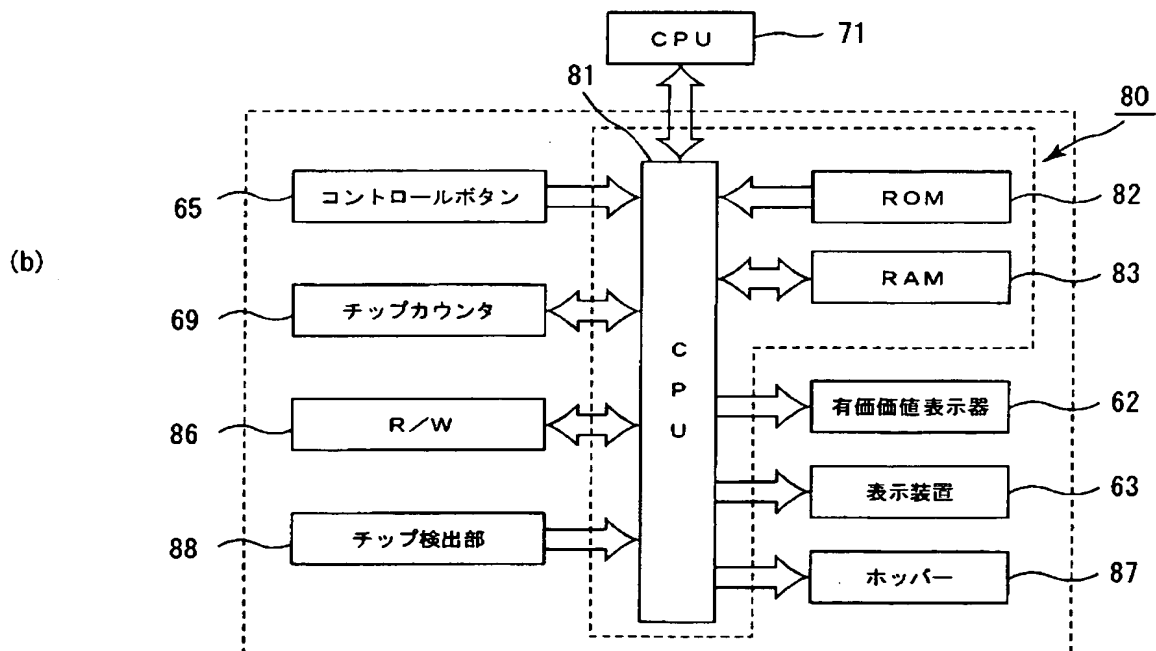 CPU
71
81
80
コントロールボタン
65
ROM
82
(b)
RAM
83
チップカウンタ
69
CPU
有価価値表示器
62
R/W
86
表示装置
63
チップ検出部
88
ホッパー
87